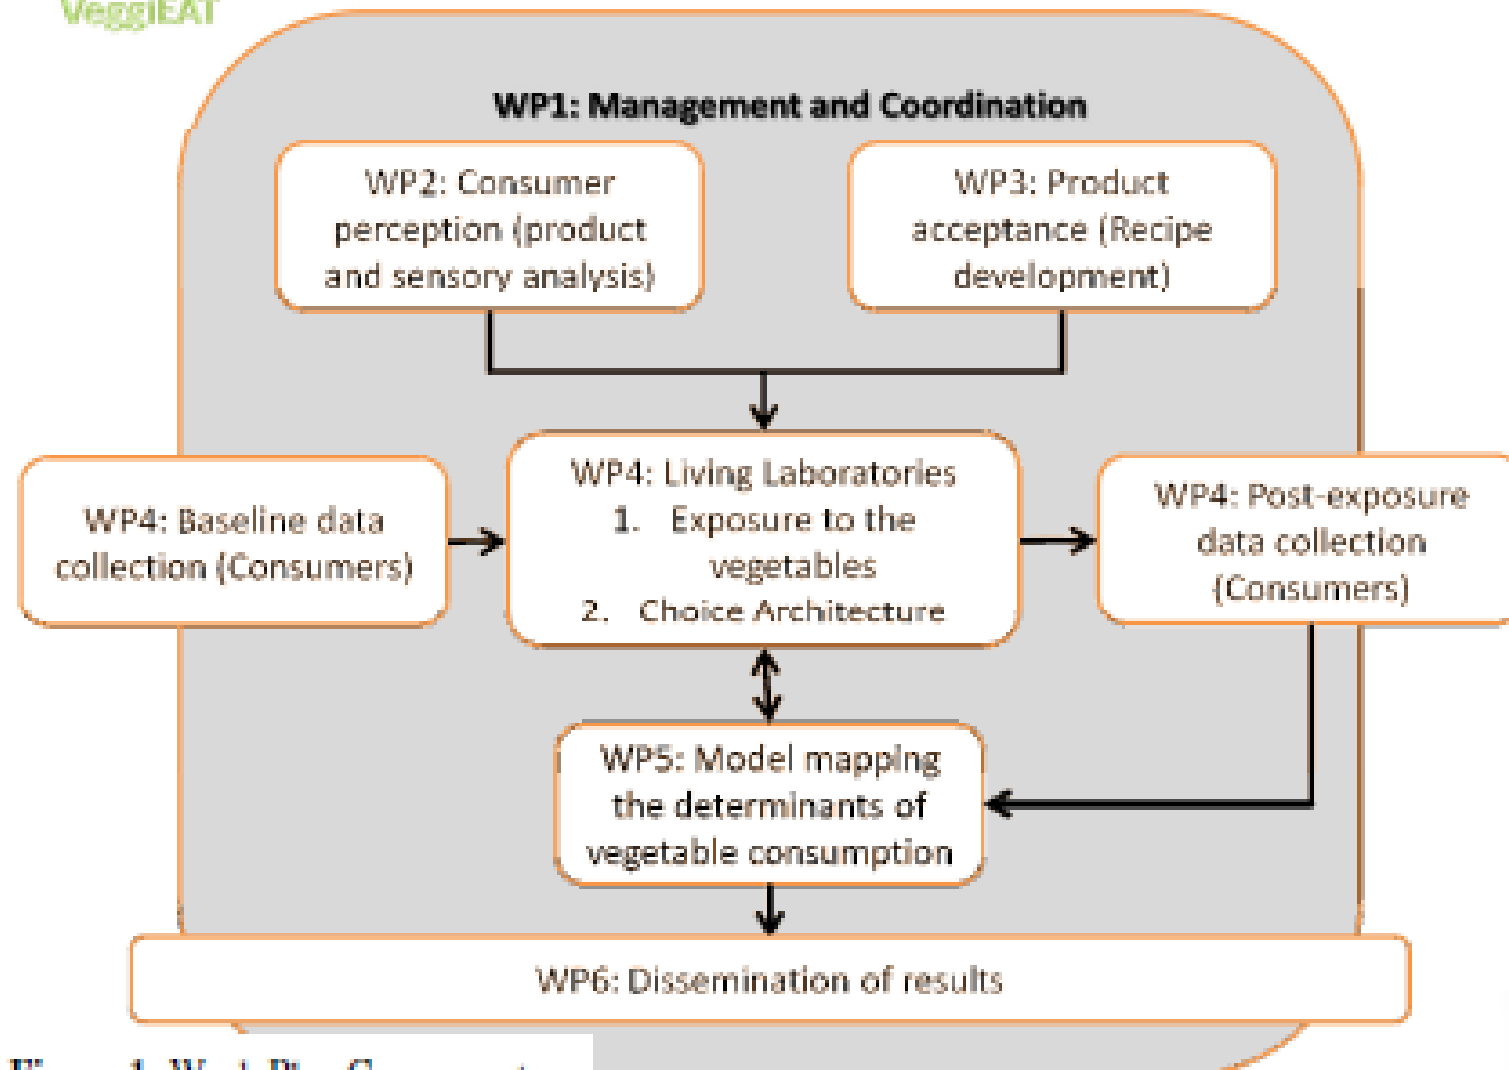 VeggiEAT
WP1: Management and Coordination
WP2: Consumer
perception (product
and sensory analysis)
WP3: Product
acceptance (Recipe
development)
WP4: Baseline data
collection (Consumers)
WP4: Living Laboratories
1. Exposure to the
vegetables
2. Choice Architecture
WP4: Post-exposure
data collection
(Consumers)
WP5: Model mapping
the determinants of
vegetable consumption
WP6: Dissemination of results